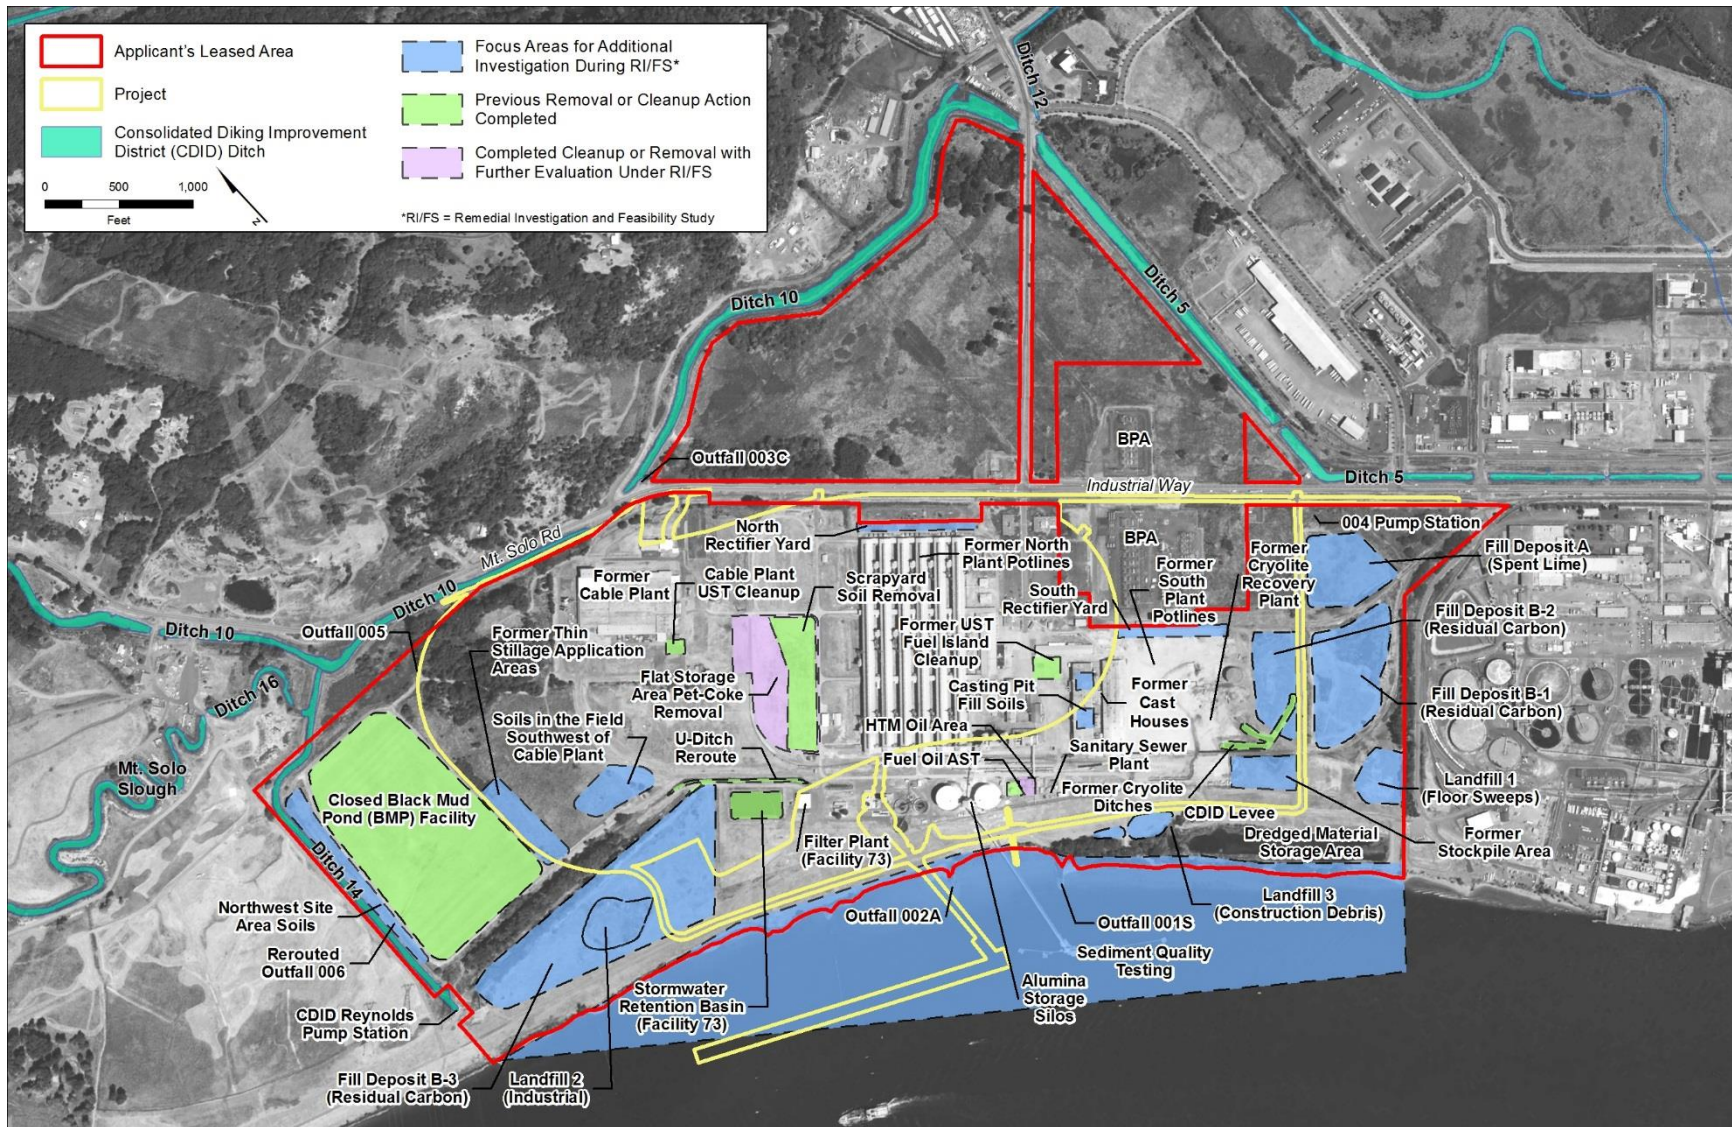 Applicant's Leased Area
Project
Consolidated Diking Improvement
District (CDID) Ditch
0 500 1,000
Feet
N
Focus Areas for Additional
Investigation During RI/FS*
Previous Removal or Cleanup Action
Completed
Completed Cleanup or Removal with
Further Evaluation Under RI/FS
*RI/FS = Remedial Investigation and Feasibility Study
Ditch 12
Ditch 10
Ditch 5
BPA
Outfall 003C
Ditch 5
Industrial Way
004 Pump Station
Mt. Solo Rd
North
Rectifier Yard
Former North
Plant Potlines
BPA
Former
South
Plant
Potlines
Former
Cryolite
Recovery
Plant
Fill Deposit A
(Spent Lime)
Former
Cable Plant
Cable Plant
UST Cleanup
Scrapyard
Soil Removal
South
Rectifier Yard
Ditch 10
Ditch 10
Outfall 005
Former Thin
Stillage Application
Areas
Former UST
Fuel Island
Cleanup
Fill Deposit B-2
(Residual Carbon)
Ditch 16
Flat Storage
Area Pet-Coke
Removal
Casting Pit
Fill Soils
Former
Cast
Houses
Fill Deposit B-1
(Residual Carbon)
Soils in the Field
Southwest of
Cable Plant
U-Ditch
Reroute
HTM Oil Area
Fuel Oil AST
Sanitary Sewer
Plant
Mt. Solo
Slough
Closed Black Mud
Pond (BMP) Facility
Former Cryolite
Ditches
CDID Levee
Landfill 1
(Floor Sweeps)
Filter Plant
(Facility 73)
Dredged Material
Storage Area
Former
Stockpile Area
Ditch 14
Northwest Site
Area Soils
Outfall 002A
Outfall 001S
Landfill 3
(Construction Debris)
Rerouted
Outfall 006
Sediment Quality
Testing
Stormwater
Retention Basin
(Facility 73)
Alumina
Storage
Silos
CDID Reynolds
Pump Station
Fill Deposit B-3
(Residual Carbon)
Landfill 2
(Industrial)